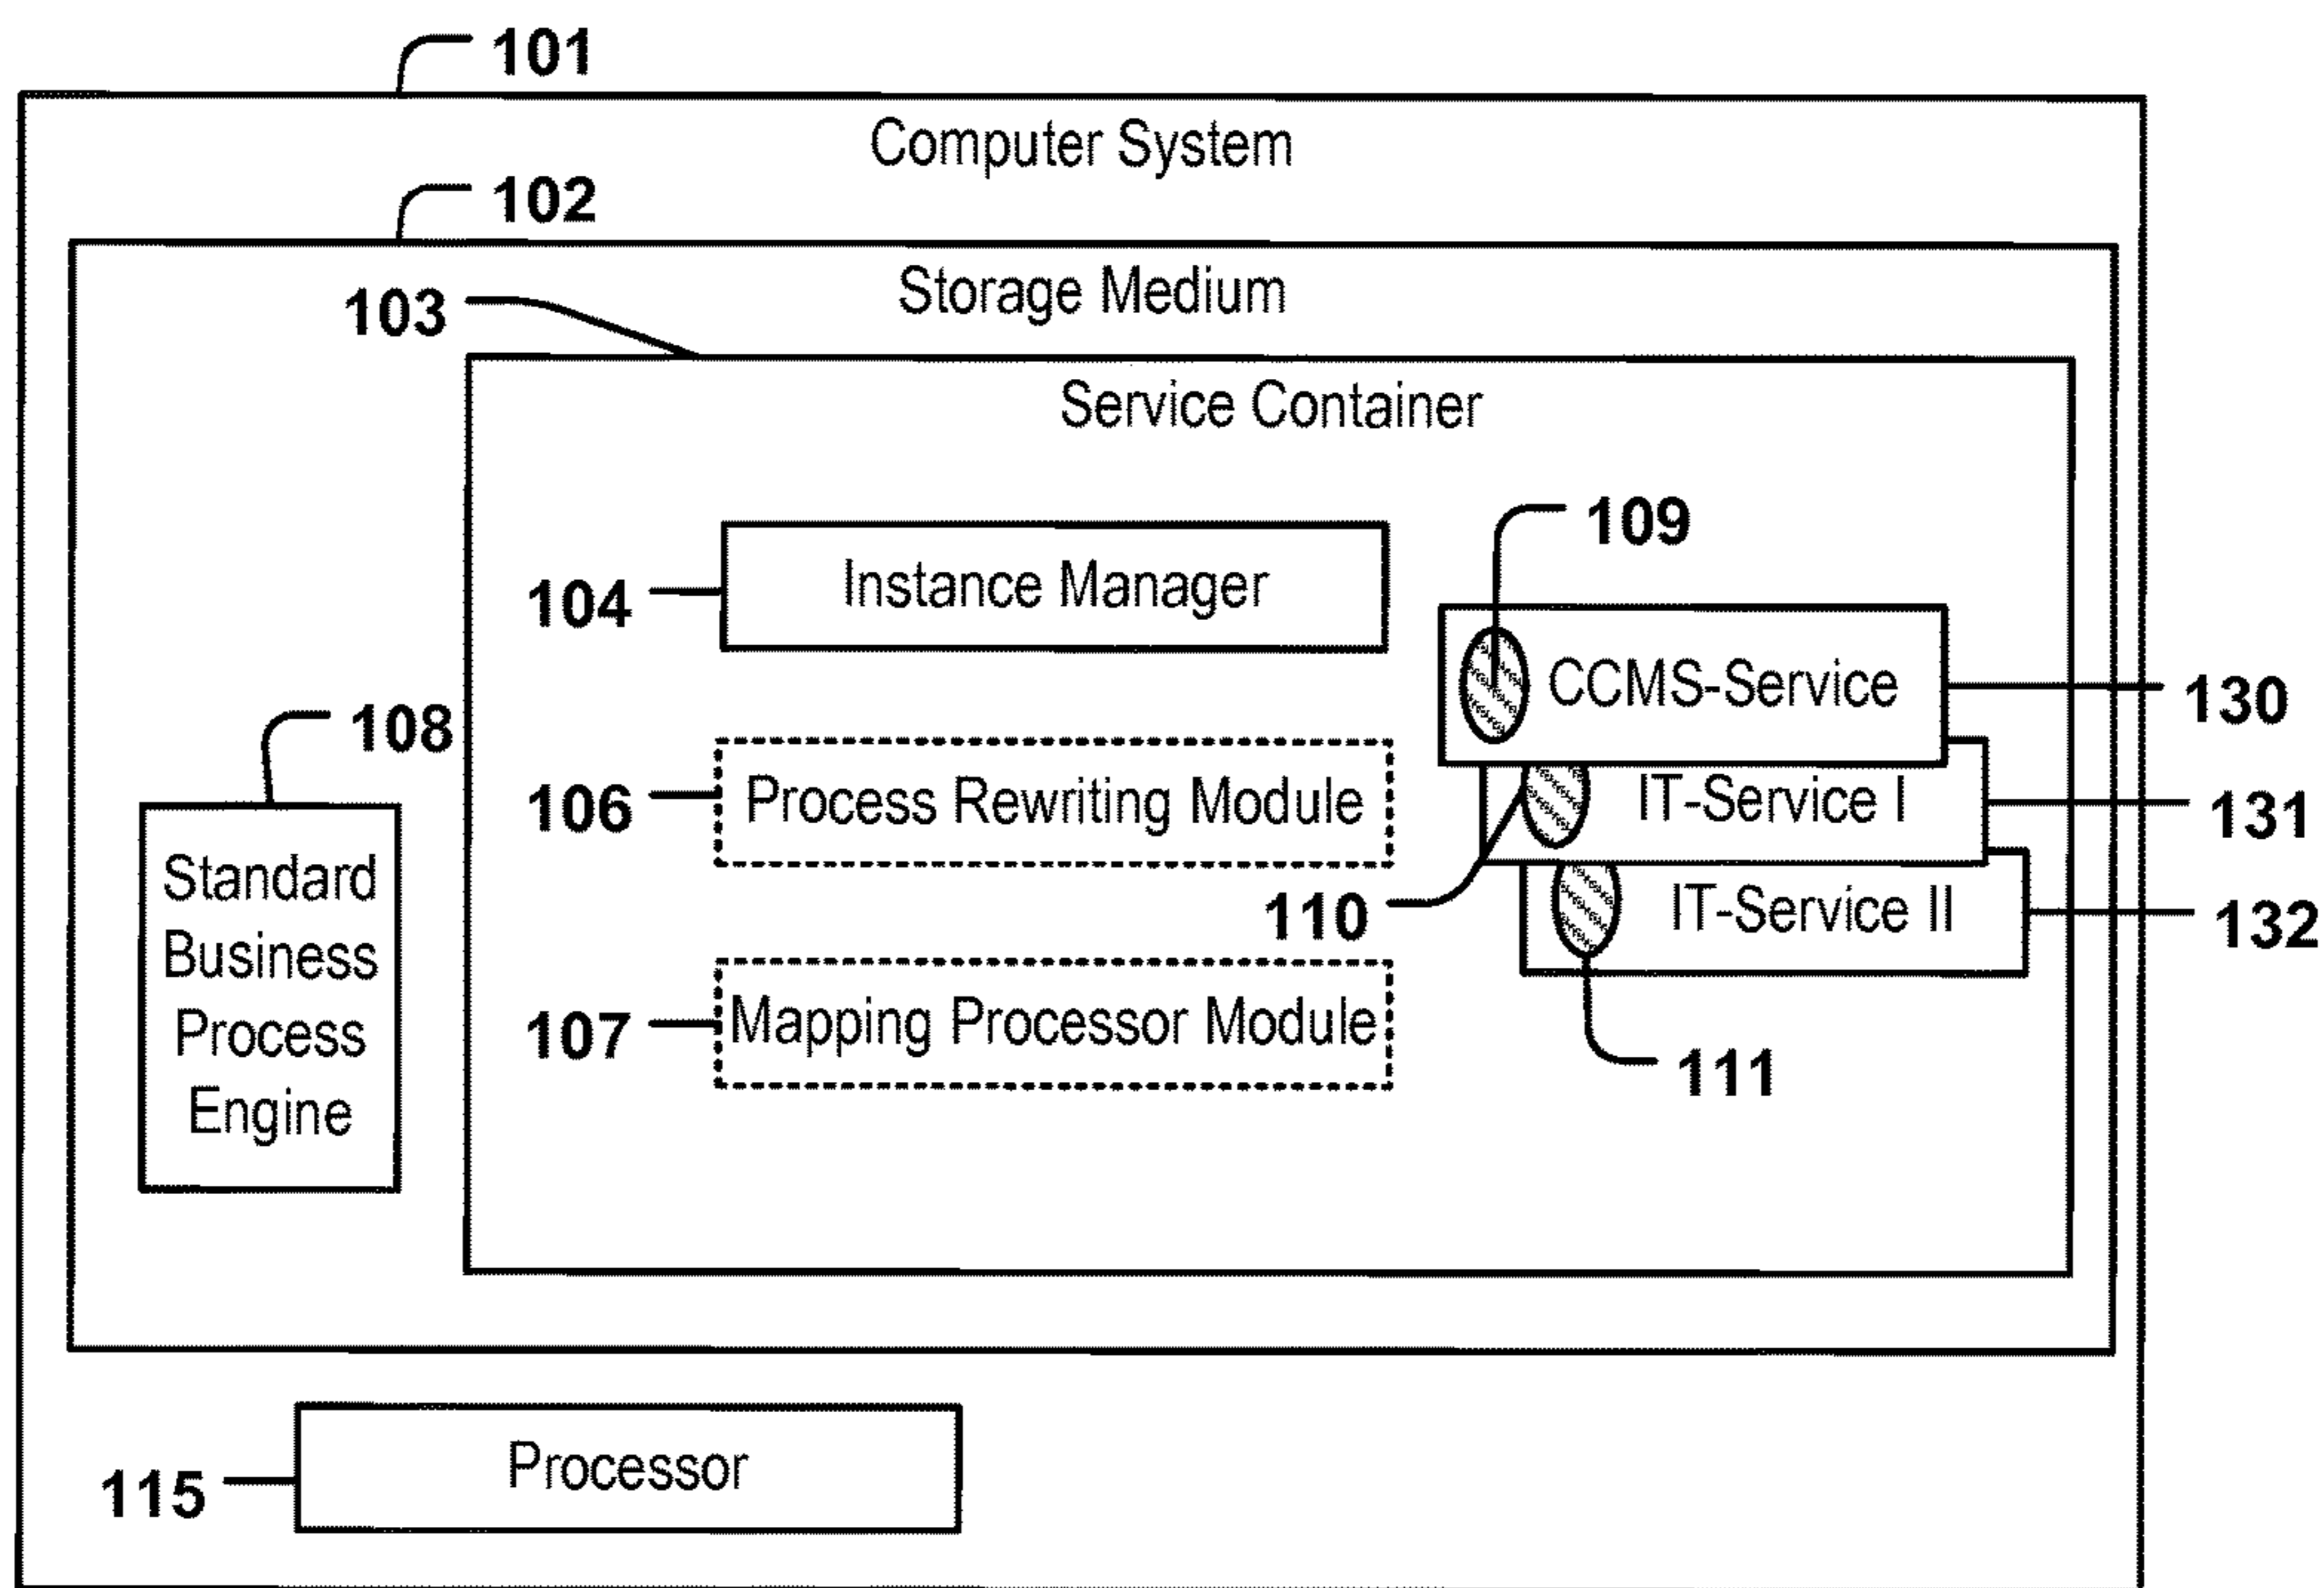 101
Computer System
102
Storage Medium
103
Service Container
109
104
Instance Manager
CCMS-Service
130
108
106
Process Rewriting Module
IT-Service I
131
Standard
Business
Process
Engine
110
IT-Service II
132
107
Mapping Processor Module
111
115
Processor